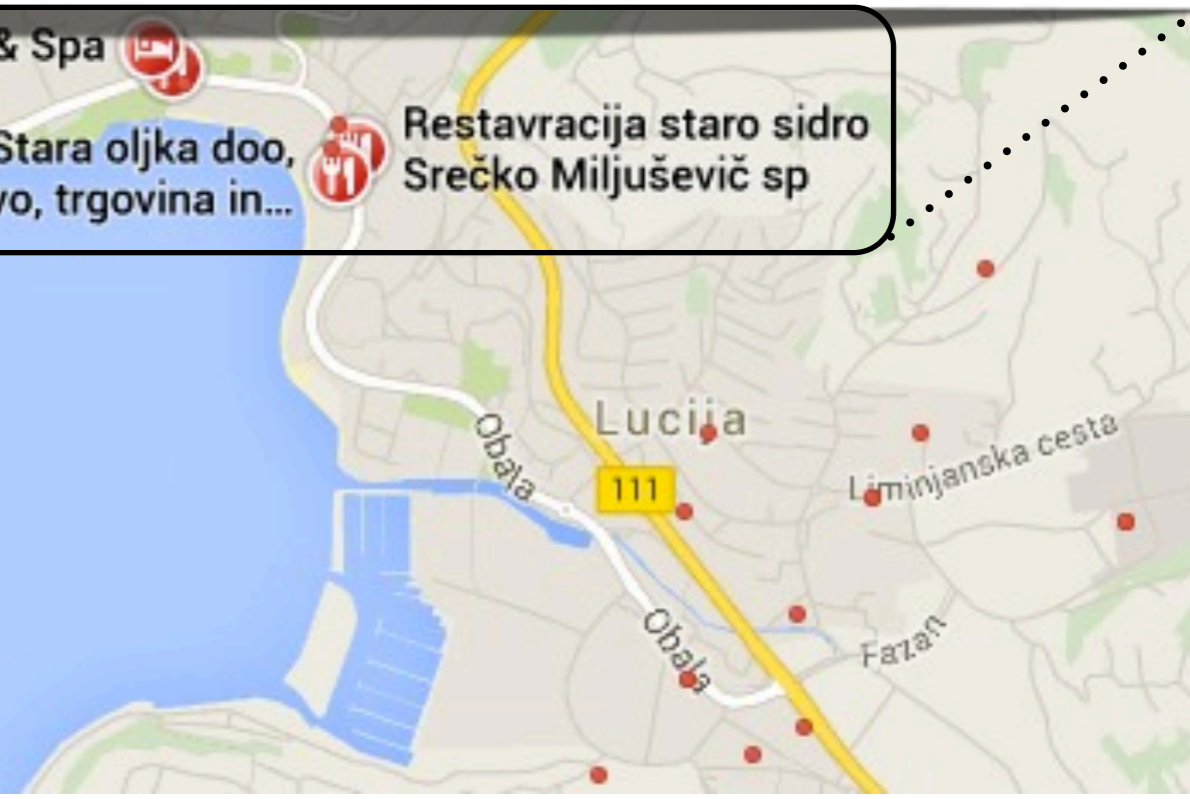 & Spa
Restavracija staro sidro
Srečko Miljušević sp
Stara oljka doo,
vo, trgovina in...
Lucija
Obala
111
Liminjanska cesta
Obala
Fazan